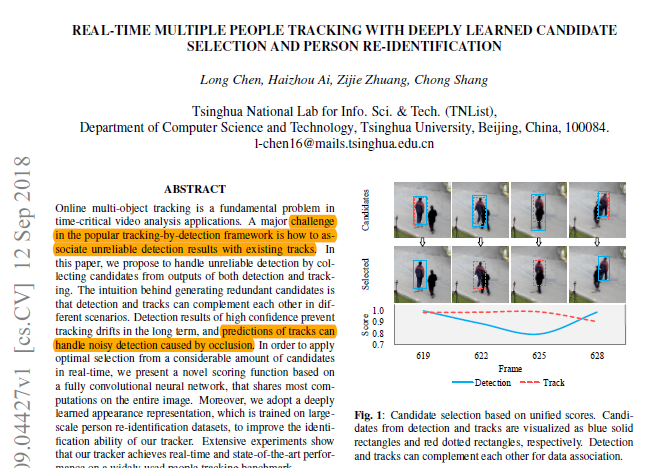 REAL-TIME MULTIPLE PEOPLE TRACKING WITH DEEPLY LEARNED CANDIDATE
SELECTION AND PERSON RE-IDENTIFICATION
Long Chen, Haizhou Ai, Zijie Zhuang, Chong Shang
Tsinghua National Lab for Info. Sci. & Tech. (TNList),
Department of Computer Science and Technology, Tsinghua University, Beijing, China, 100084.
l-chen16@mails.tsinghua.edu.cn
09.04427v1 [cs.CV] 12 Sep 2018
ABSTRACT
Online multi-object tracking is a fundamental problem in
time-critical video analysis applications. A major challenge
in the popular tracking-by-detection framework is how to as-
sociate unreliable detection results with existing tracks. In
this paper, we propose to handle unreliable detection by col-
lecting candidates from outputs of both detection and track-
ing. The intuition behind generating redundant candidates is
that detection and tracks can complement each other in dif-
ferent scenarios. Detection results of high confidence prevent
tracking drifts in the long term, and predictions of tracks can
handle noisy detection caused by occlusion. In order to apply
optimal selection from a considerable amount of candidates
in real-time, we present a novel scoring function based on
a fully convolutional neural network, that shares most com-
putations on the entire image. Moreover, we adopt a deeply
learned appearance representation, which is trained on large-
scale person re-identification datasets, to improve the identi-
fication ability of our tracker. Extensive experiments show
that our tracker achieves real-time and state-of-the-art perfor-
mance on a widely used people tracking benchmark.
Candidates
Selected
Score
1.0
0.9
0.8
0.7
619 622 625 628
Frame
Detection Track
Fig. 1: Candidate selection based on unified scores. Candi-
dates from detection and tracks are visualized as blue solid
rectangles and red dotted rectangles, respectively. Detection
and tracks can complement each other for data association.